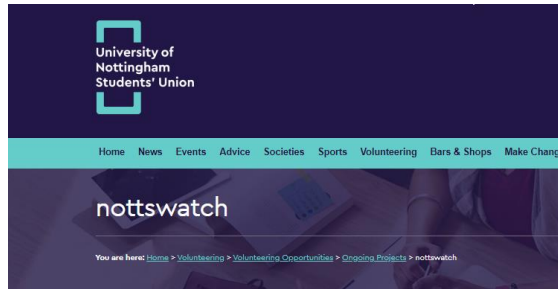 University of
Nottingham
Students' Union
Home News Events Advice Societies Sports Volunteering Bars & Shops Make Chang
nottswatch
You are here: Home > Volunteering > Volunteering Opportunities > Ongoing Projects > nottswatch